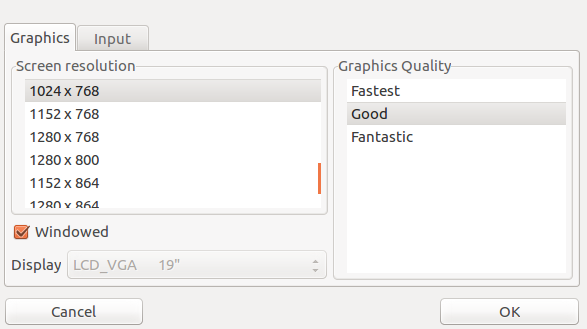 Graphics Input
Screen resolution
1024 x 768
1152 x 768
1280 x 768
1280 x 800
1152 x 864
1280 x 864
Windowed
Display LCD_VGA 19"
Graphics Quality
Fastest
Good
Fantastic
Cancel OK